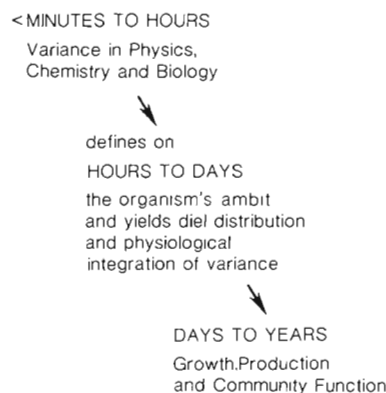 <MINUTES TO HOURS
Variance in Physics,
Chemistry and Biology
defines on
HOURS TO DAYS
the organism's ambit
and yields diel distribution
and physiological
integration of variance
DAYS TO YEARS
Growth.Production
and Community Function